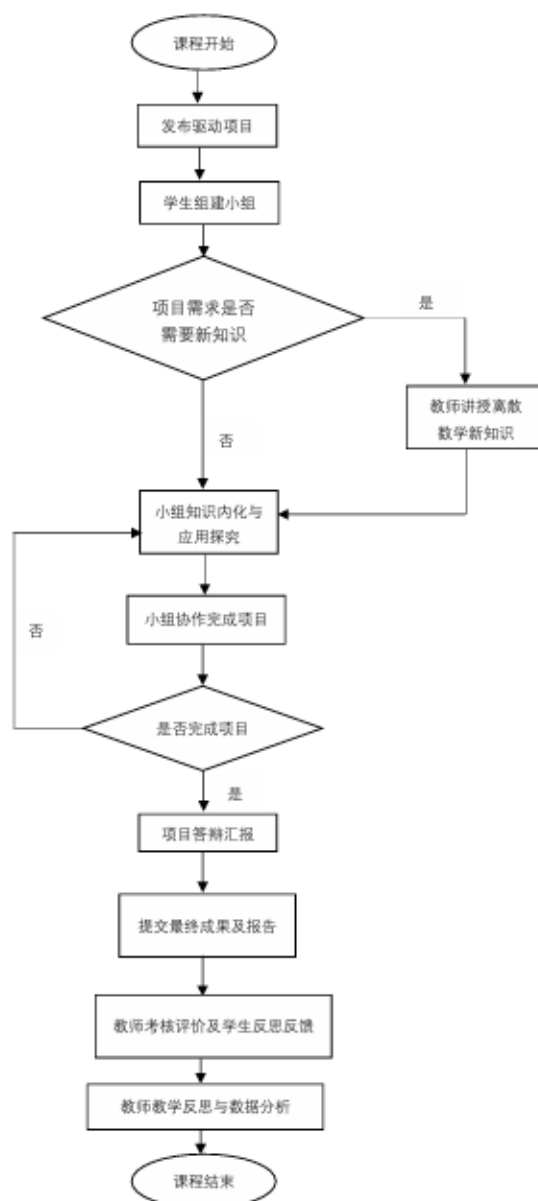 课程开始
发布驱动项目
学生组建小组
项目需求是否
需要新知识
是
教师讲授离散
数学新知识
否
小组知识内化与
应用探究
小组协作完成项目
否
是否完成项目
是
项目答辩汇报
提交最终成果及报告
教师考核评价及学生反思反馈
教师教学反思与数据分析
课程结束